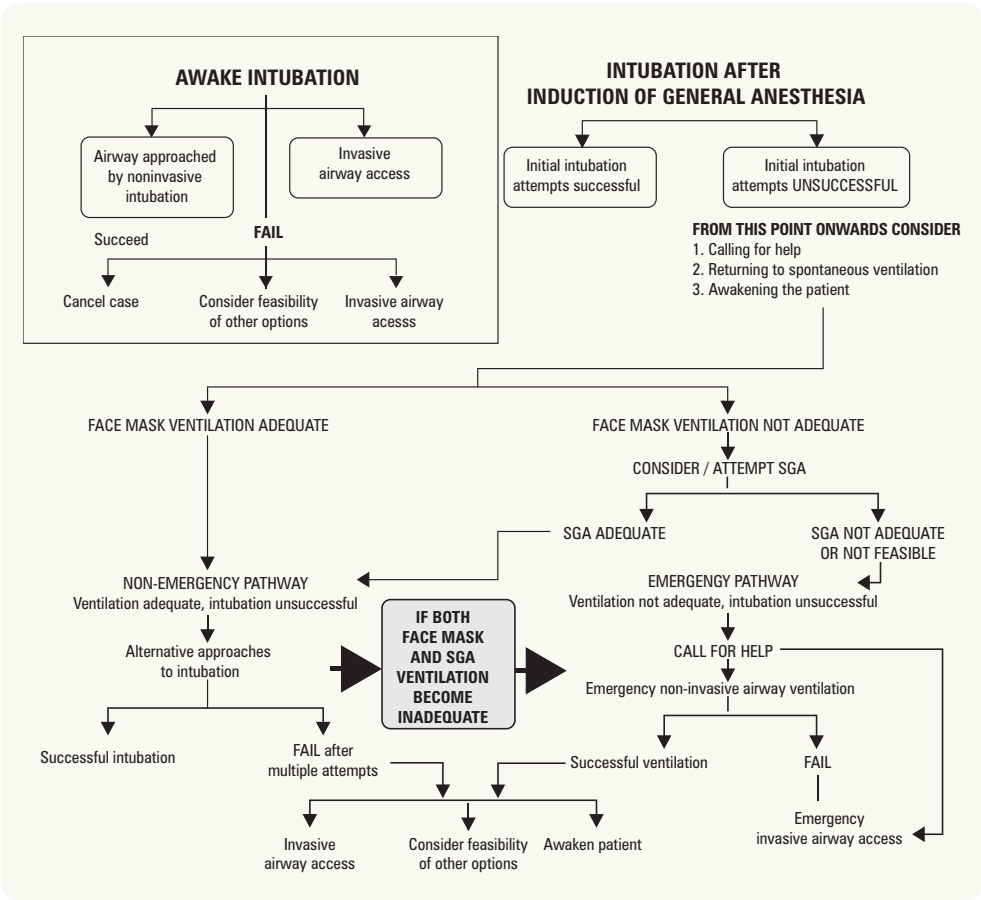 AWAKE INTUBATION
Airway approached
by noninvasive
intubation
Invasive
airway access
Succeed
FAIL
Cancel case
Consider feasibility
of other options
Invasive airway
acesss
INTUBATION AFTER
INDUCTION OF GENERAL ANESTHESIA
Initial intubation
attempts successful
Initial intubation
attempts UNSUCCESSFUL
FROM THIS POINT ONWARDS CONSIDER
1. Calling for help
2. Returning to spontaneous ventilation
3. Awakening the patient
FACE MASK VENTILATION ADEQUATE
FACE MASK VENTILATION NOT ADEQUATE
CONSIDER / ATTEMPT SGA
SGA ADEQUATE
SGA NOT ADEQUATE
OR NOT FEASIBLE
NON-EMERGENCY PATHWAY
Ventilation adequate, intubation unsuccessful
EMERGENCY PATHWAY
Ventilation not adequate, intubation unsuccessful
IF BOTH
FACE MASK
AND SGA
VENTILATION
BECOME
INADEQUATE
Alternative approaches
to intubation
CALL FOR HELP
Emergency non-invasive airway ventilation
Successful intubation
FAIL after
multiple attempts
Successful ventilation
FAIL
Invasive
airway access
Consider feasibility
of other options
Awaken patient
Emergency
invasive airway access